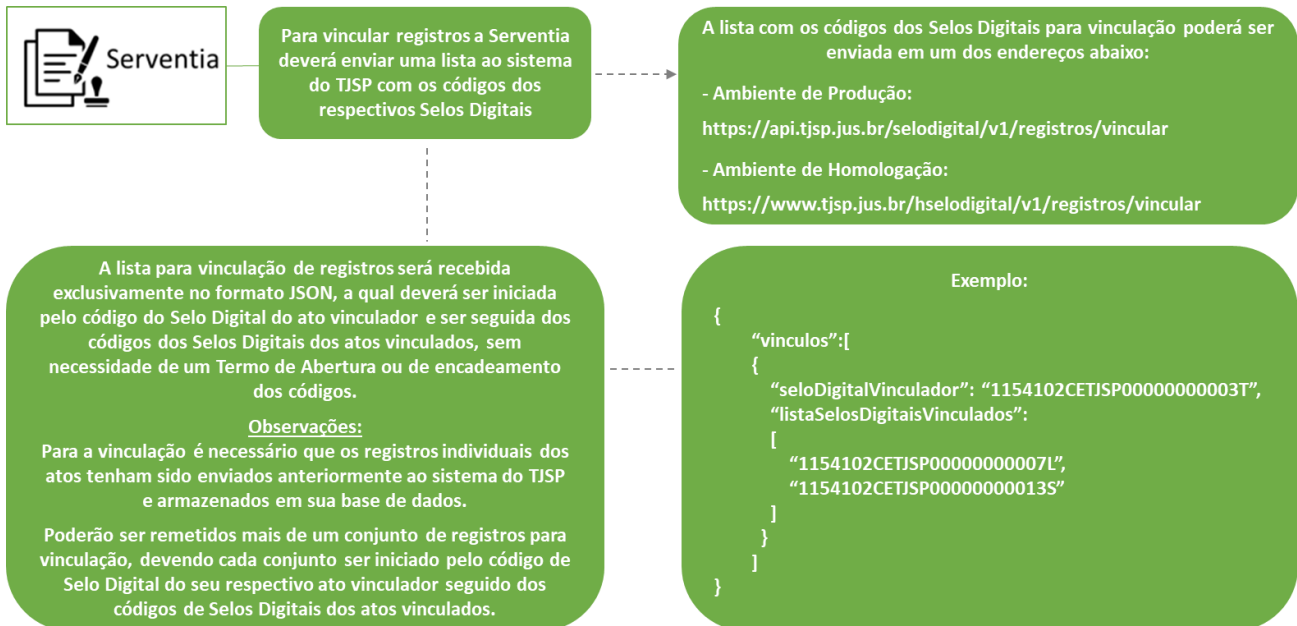 Serventia
Para vincular registros a Serventia
deverá enviar uma lista ao sistema
do TJSP com os códigos dos
respectivos Selos Digitais
A lista com os códigos dos Selos Digitais para vinculação poderá ser
enviada em um dos endereços abaixo:
- Ambiente de Produção:
https://api.tjsp.jus.br/selodigital/v1/registros/vincular
- Ambiente de Homologação:
https://www.tjsp.jus.br/hselodigital/v1/registros/vincular
A lista para vinculação de registros será recebida
exclusivamente no formato JSON, a qual deverá ser iniciada
pelo código do Selo Digital do ato vinculador e ser seguida dos
códigos dos Selos Digitais dos atos vinculados, sem
necessidade de um Termo de Abertura ou de encadeamento
dos códigos.
Observações:
Para a vinculação é necessário que os registros individuais dos
atos tenham sido enviados anteriormente ao sistema do TJSP
e armazenados em sua base de dados.
Poderão ser remetidos mais de um conjunto de registros para
vinculação, devendo cada conjunto ser iniciado pelo código de
Selo Digital do seu respectivo ato vinculador seguido dos
códigos de Selos Digitais dos atos vinculados.
Exemplo:
{
“vinculos”:[
{
“seloDigitalVinculador”: “1154102CETJSP00000000003T”,
“listaSelosDigitaisVinculados”:
[
“1154102CETJSP00000000007L”,
“1154102CETJSP00000000013S”
]
}
]
}